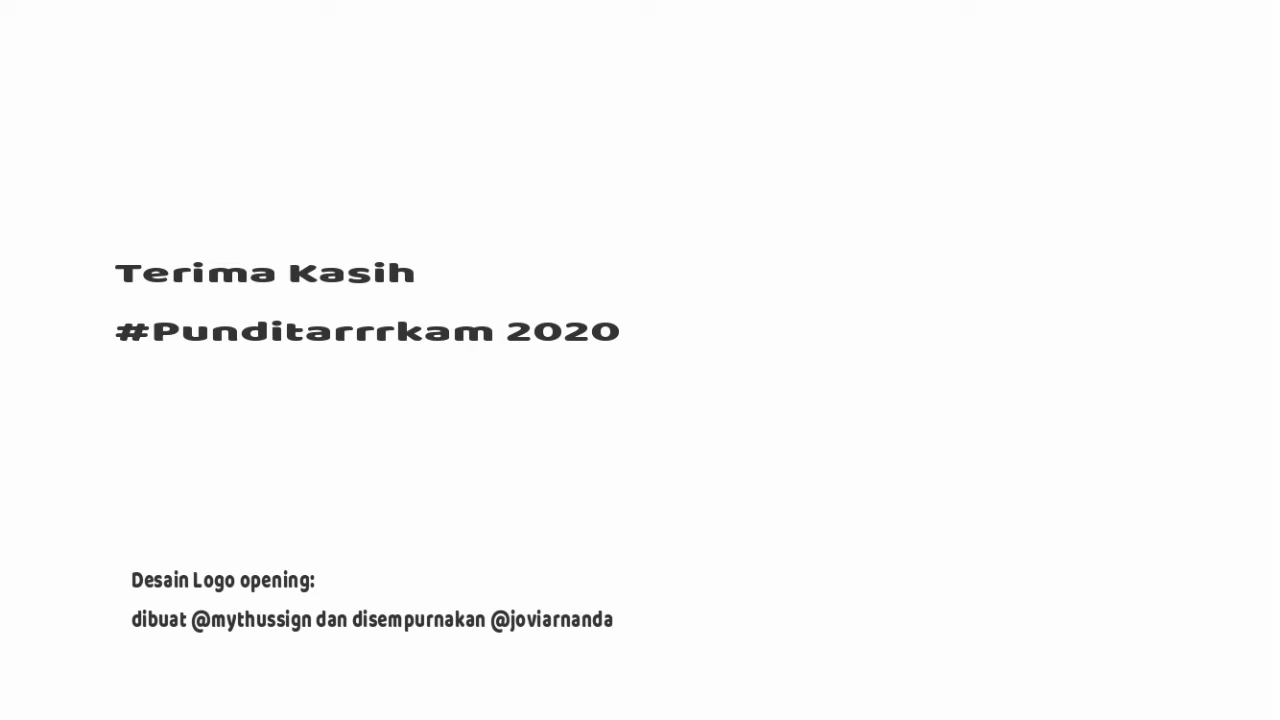 Terima Kasih
#Punditarrrkam 2020
Desain Logo opening:
dibuat @mythussign dan disempurnakan @joviarnanda